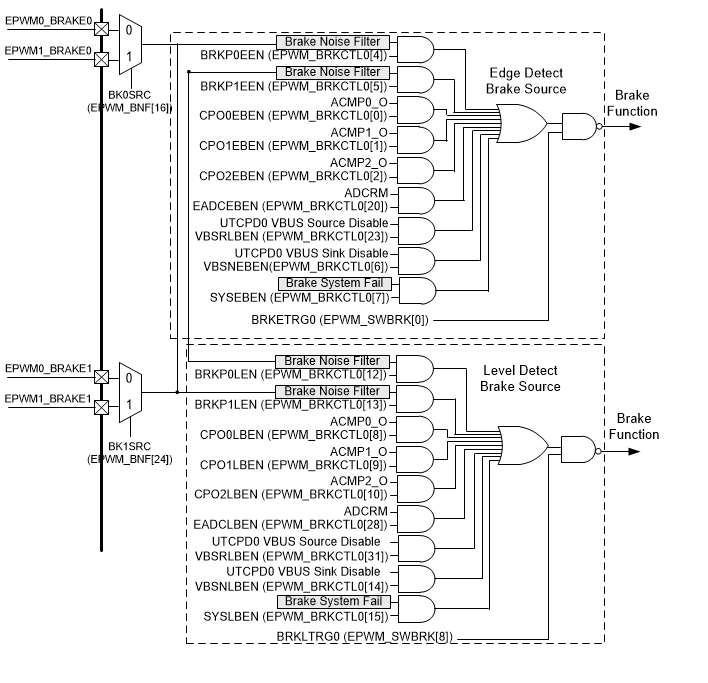 EPWM0_BRAKE0
EPWM1_BRAKE0
0
1
BK0SRC
(EPWM_BNF[16])
Brake Noise Filter
BRKP0EEN (EPWM_BRKCTL0[4])
Brake Noise Filter
BRKP1EEN (EPWM_BRKCTL0[5])
ACMP0_O
CPO0EBEN (EPWM_BRKCTL0[0])
ACMP1_O
CPO1EBEN (EPWM_BRKCTL0[1])
ACMP2_O
CPO2EBEN (EPWM_BRKCTL0[2])
ADCRM
EADCEBEN (EPWM_BRKCTL0[20])
UTCPD0 VBUS Source Disable
VBSRLBEN (EPWM_BRKCTL0[23])
UTCPD0 VBUS Sink Disable
VBSNEBEN(EPWM_BRKCTL0[6])
Brake System Fail
SYSEBEN (EPWM_BRKCTL0[7])
BRKETRG0 (EPWM_SWBRK[0])
Edge Detect
Brake Source
Brake
Function
EPWM0_BRAKE1
EPWM1_BRAKE1
0
1
BK1SRC
(EPWM_BNF[24])
Brake Noise Filter
BRKP0LEN (EPWM_BRKCTL0[12])
Brake Noise Filter
BRKP1LEN (EPWM_BRKCTL0[13])
ACMP0_O
CPO0LBEN (EPWM_BRKCTL0[8])
ACMP1_O
CPO1LBEN (EPWM_BRKCTL0[9])
ACMP2_O
CPO2LBEN (EPWM_BRKCTL0[10])
ADCRM
EADCLBEN (EPWM_BRKCTL0[28])
UTCPD0 VBUS Source Disable
VBSRLBEN (EPWM_BRKCTL0[31])
UTCPD0 VBUS Sink Disable
VBSNLBEN (EPWM_BRKCTL0[14])
Brake System Fail
SYSLBEN (EPWM_BRKCTL0[15])
BRKLTRG0 (EPWM_SWBRK[8])
Level Detect
Brake Source
Brake
Function